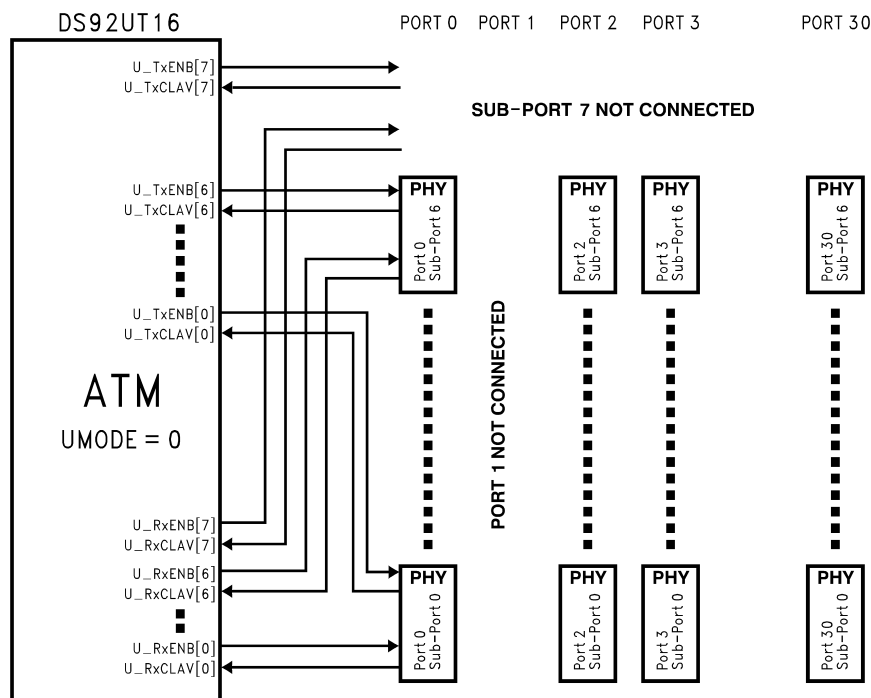 DS92UT16
PORT 0 PORT 1 PORT 2 PORT 3 PORT 30
U_TxENB[7]
U_TxCLAV[7]
SUB-PORT 7 NOT CONNECTED
U_TxENB[6]
U_TxCLAV[6]
PHY
Port 0
Sub-Port 6
PHY
Port 2
Sub-Port 6
PHY
Port 3
Sub-Port 6
PHY
Port 30
Sub-Port 6
U_TxENB[0]
U_TxCLAV[0]
PORT 1 NOT CONNECTED
ATM
UMODE = 0
U_RxENB[7]
U_RxCLAV[7]
U_RxENB[6]
U_RxCLAV[6]
U_RxENB[0]
U_RxCLAV[0]
PHY
Port 0
Sub-Port 0
PHY
Port 2
Sub-Port 0
PHY
Port 3
Sub-Port 0
PHY
Port 30
Sub-Port 0